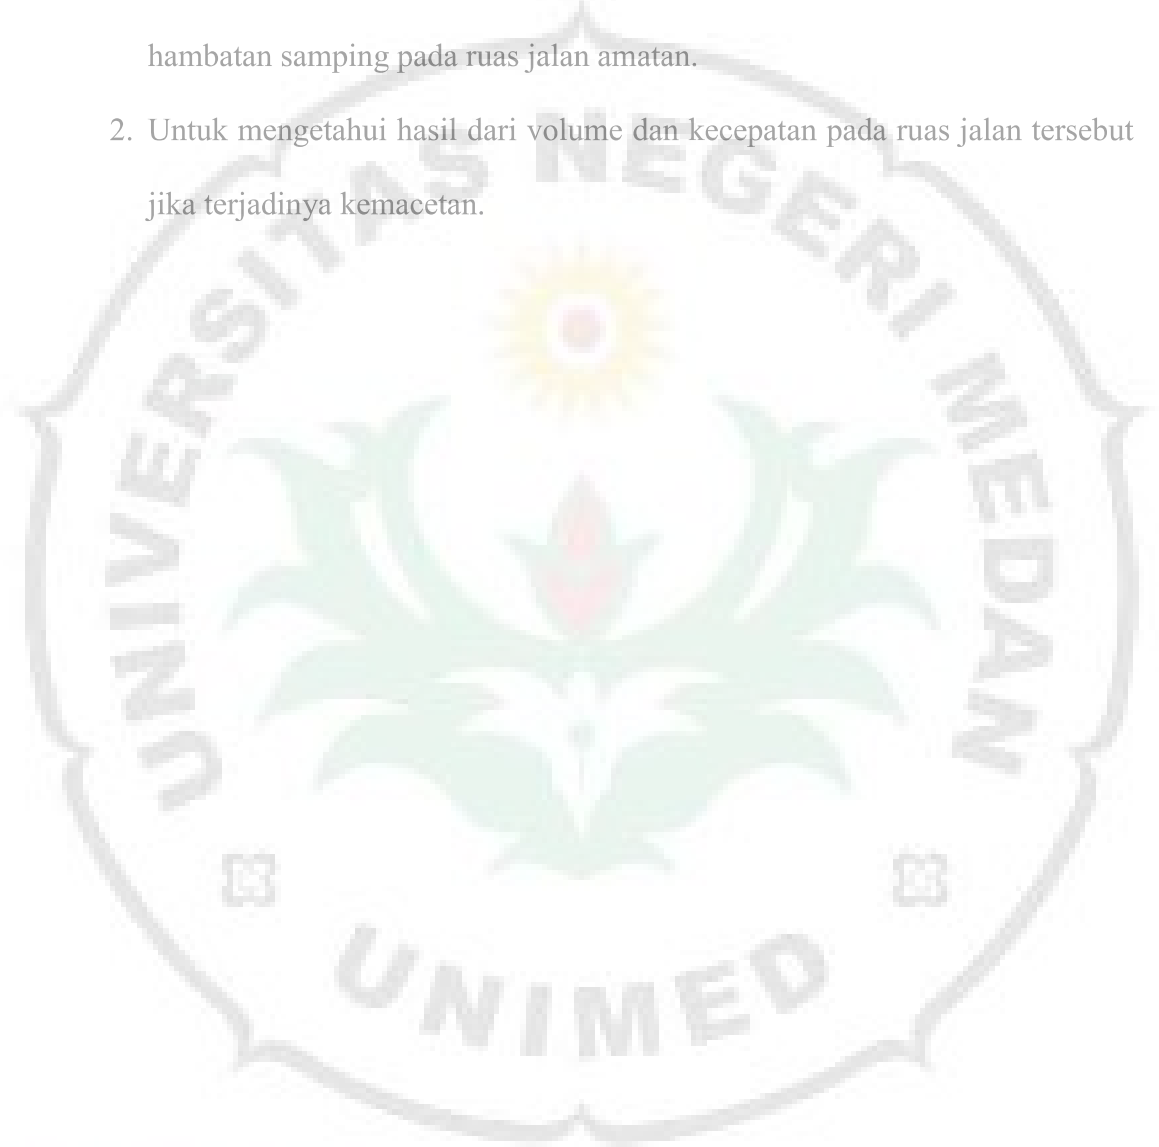 hambatan samping pada ruas jalan amatan.
2. Untuk mengetahui hasil dari volume dan kecepatan pada ruas jalan tersebut
jika terjadinya kemacetan.
UNIVERSITAS NEGERI MEDAN
UNIMED